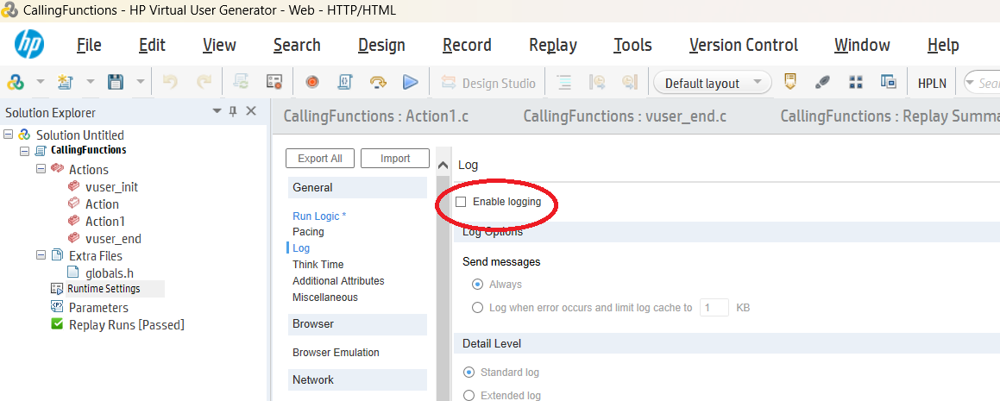 CallingFunctions - HP Virtual User Generator - Web - HTTP/HTML
hp File Edit View Search Design Record Replay Tools Version Control Window Help
Design Studio Default layout HPLN Sear
Solution Explorer
CallingFunctions : Action1.c CallingFunctions : vuser_end.c CallingFunctions : Replay Summa
Solution Untitled
CallingFunctions
Actions
vuser_init
Action
Action1
vuser_end
Extra Files
globals.h
Runtime Settings
Parameters
Replay Runs [Passed]
Export All Import
General
Run Logic *
Pacing
Log
Think Time
Additional Attributes
Miscellaneous
Browser
Browser Emulation
Network
Log
Enable logging
Log Options
Send messages
Always
Log when error occurs and limit log cache to 1 KB
Detail Level
Standard log
Extended log